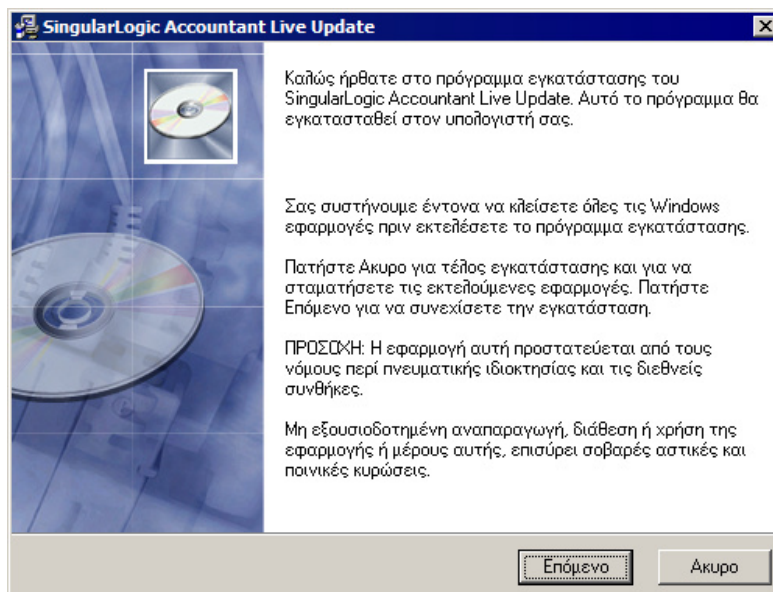 SingularLogic Accountant Live Update
Καλώς ήρθατε στο πρόγραμμα εγκατάστασης του
SingularLogic Accountant Live Update. Αυτό το πρόγραμμα θα
εγκατασταθεί στον υπολογιστή σας.
Σας συστήνουμε έντονα να κλείσετε όλες τις Windows
εφαρμογές πριν εκτελέσετε το πρόγραμμα εγκατάστασης.
Πατήστε Ακυρο για τέλος εγκατάστασης και για να
σταματήσετε τις εκτελούμενες εφαρμογές. Πατήστε
Επόμενο για να συνεχίσετε την εγκατάσταση.
ΠΡΟΣΟΧΗ: Η εφαρμογή αυτή προστατεύεται από τους
νόμους περί πνευματικής ιδιοκτησίας και τις διεθνείς
συνθήκες.
Μη εξουσιοδοτημένη αναπαραγωγή, διάθεση ή χρήση της
εφαρμογής ή μέρους αυτής, επισύρει σοβαρές αστικές και
ποινικές κυρώσεις.
Επόμενο
Ακυρο